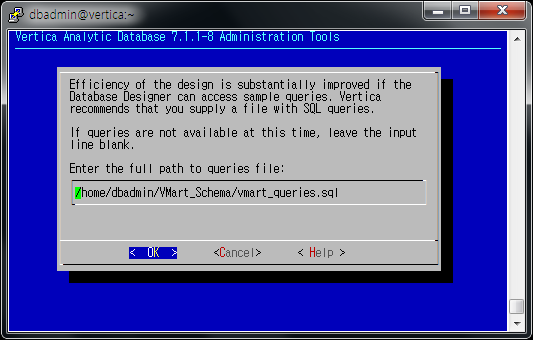 dbadmin@vertica:~
Vertica Analytic Database 7.1.1-8 Administration Tools
Efficiency of the design is substantially improved if the
Database Designer can access sample queries. Vertica
recommends that you supply a file with SQL queries.
If queries are not available at this time, leave the input
line blank.
Enter the full path to queries file:
/home/dbadmin/VMart_Schema/vmart_queries.sql
< OK > <Cancel> < Help >